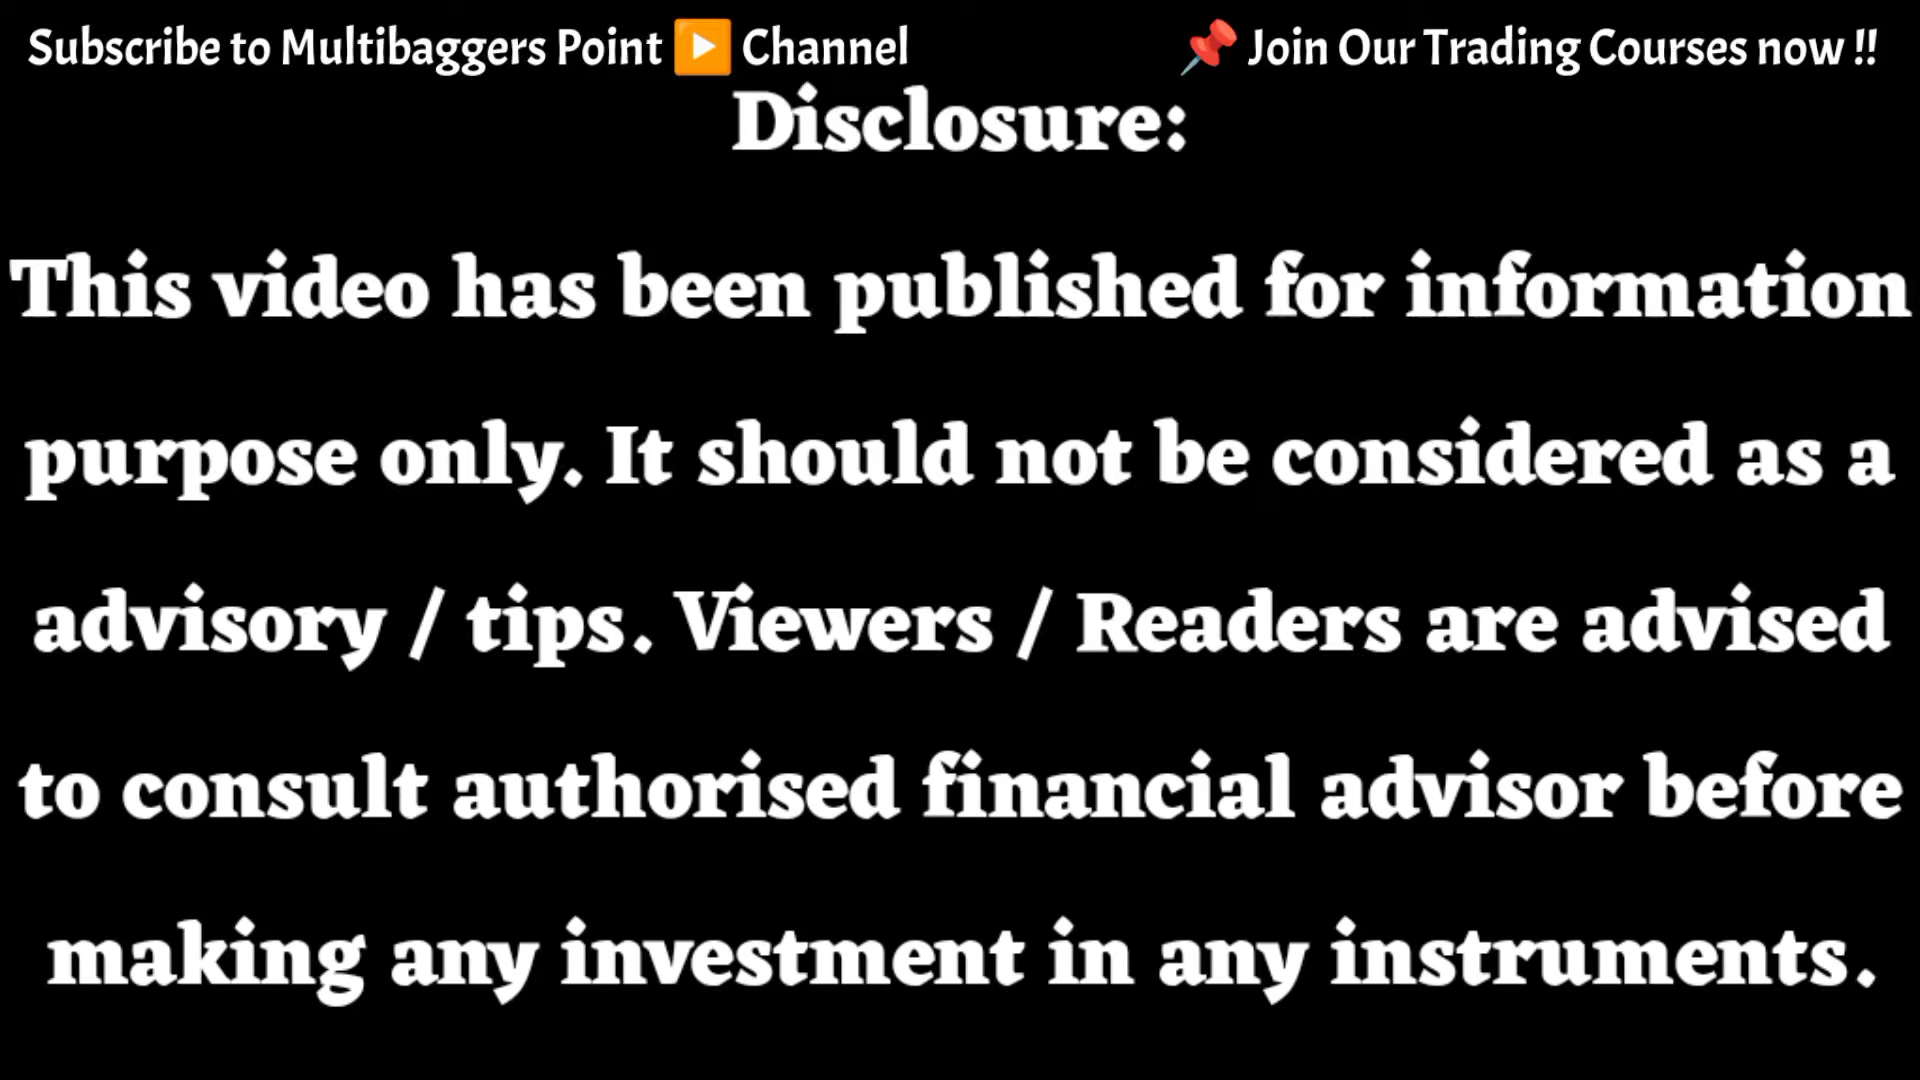 Subscribe to Multibaggers Point ▶️ Channel
📌 Join Our Trading Courses now !!
Disclosure:
This video has been published for information
purpose only. It should not be considered as a
advisory / tips. Viewers / Readers are advised
to consult authorised financial advisor before
making any investment in any instruments.